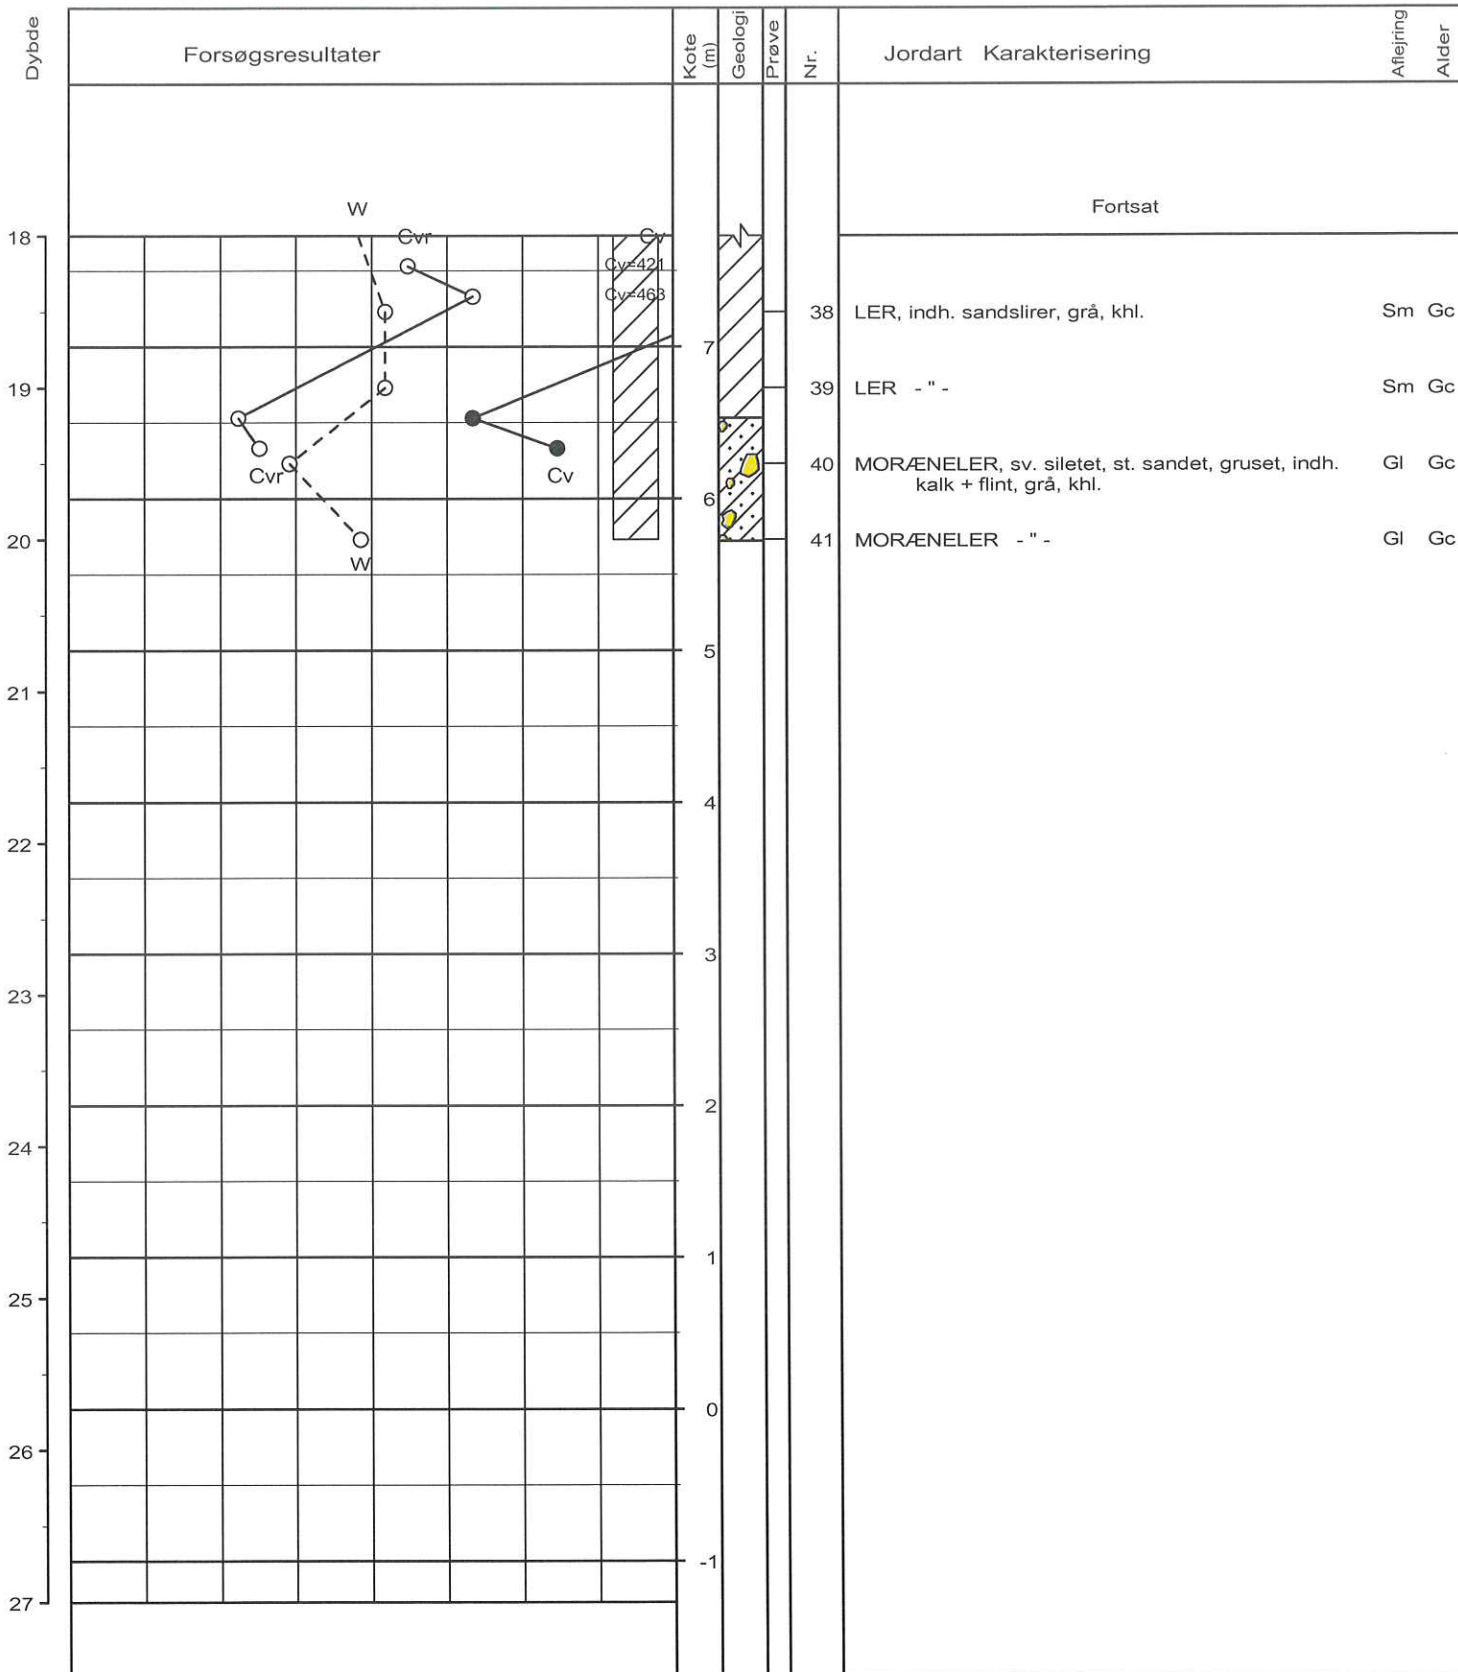 Dybde
Forsøgsresultater
Kote
(m)
Geologi
Prøve
Nr.
Jordart Karakterisering
Aflejring
Alder
Fortsat
W
18
Cvr
Cv
Cv=421
Cv=463
38 LER, indh. sandslirer, grå, khl. Sm Gc
7
19
39 LER - " - Sm Gc
40 MORÆNELER, sv. siletet, st. sandet, gruset, indh. Gl Gc
kalk + flint, grå, khl.
Cvr
Cv
6
20
41 MORÆNELER - " - Gl Gc
W
5
21
4
22
3
23
2
24
1
25
0
26
-1
27